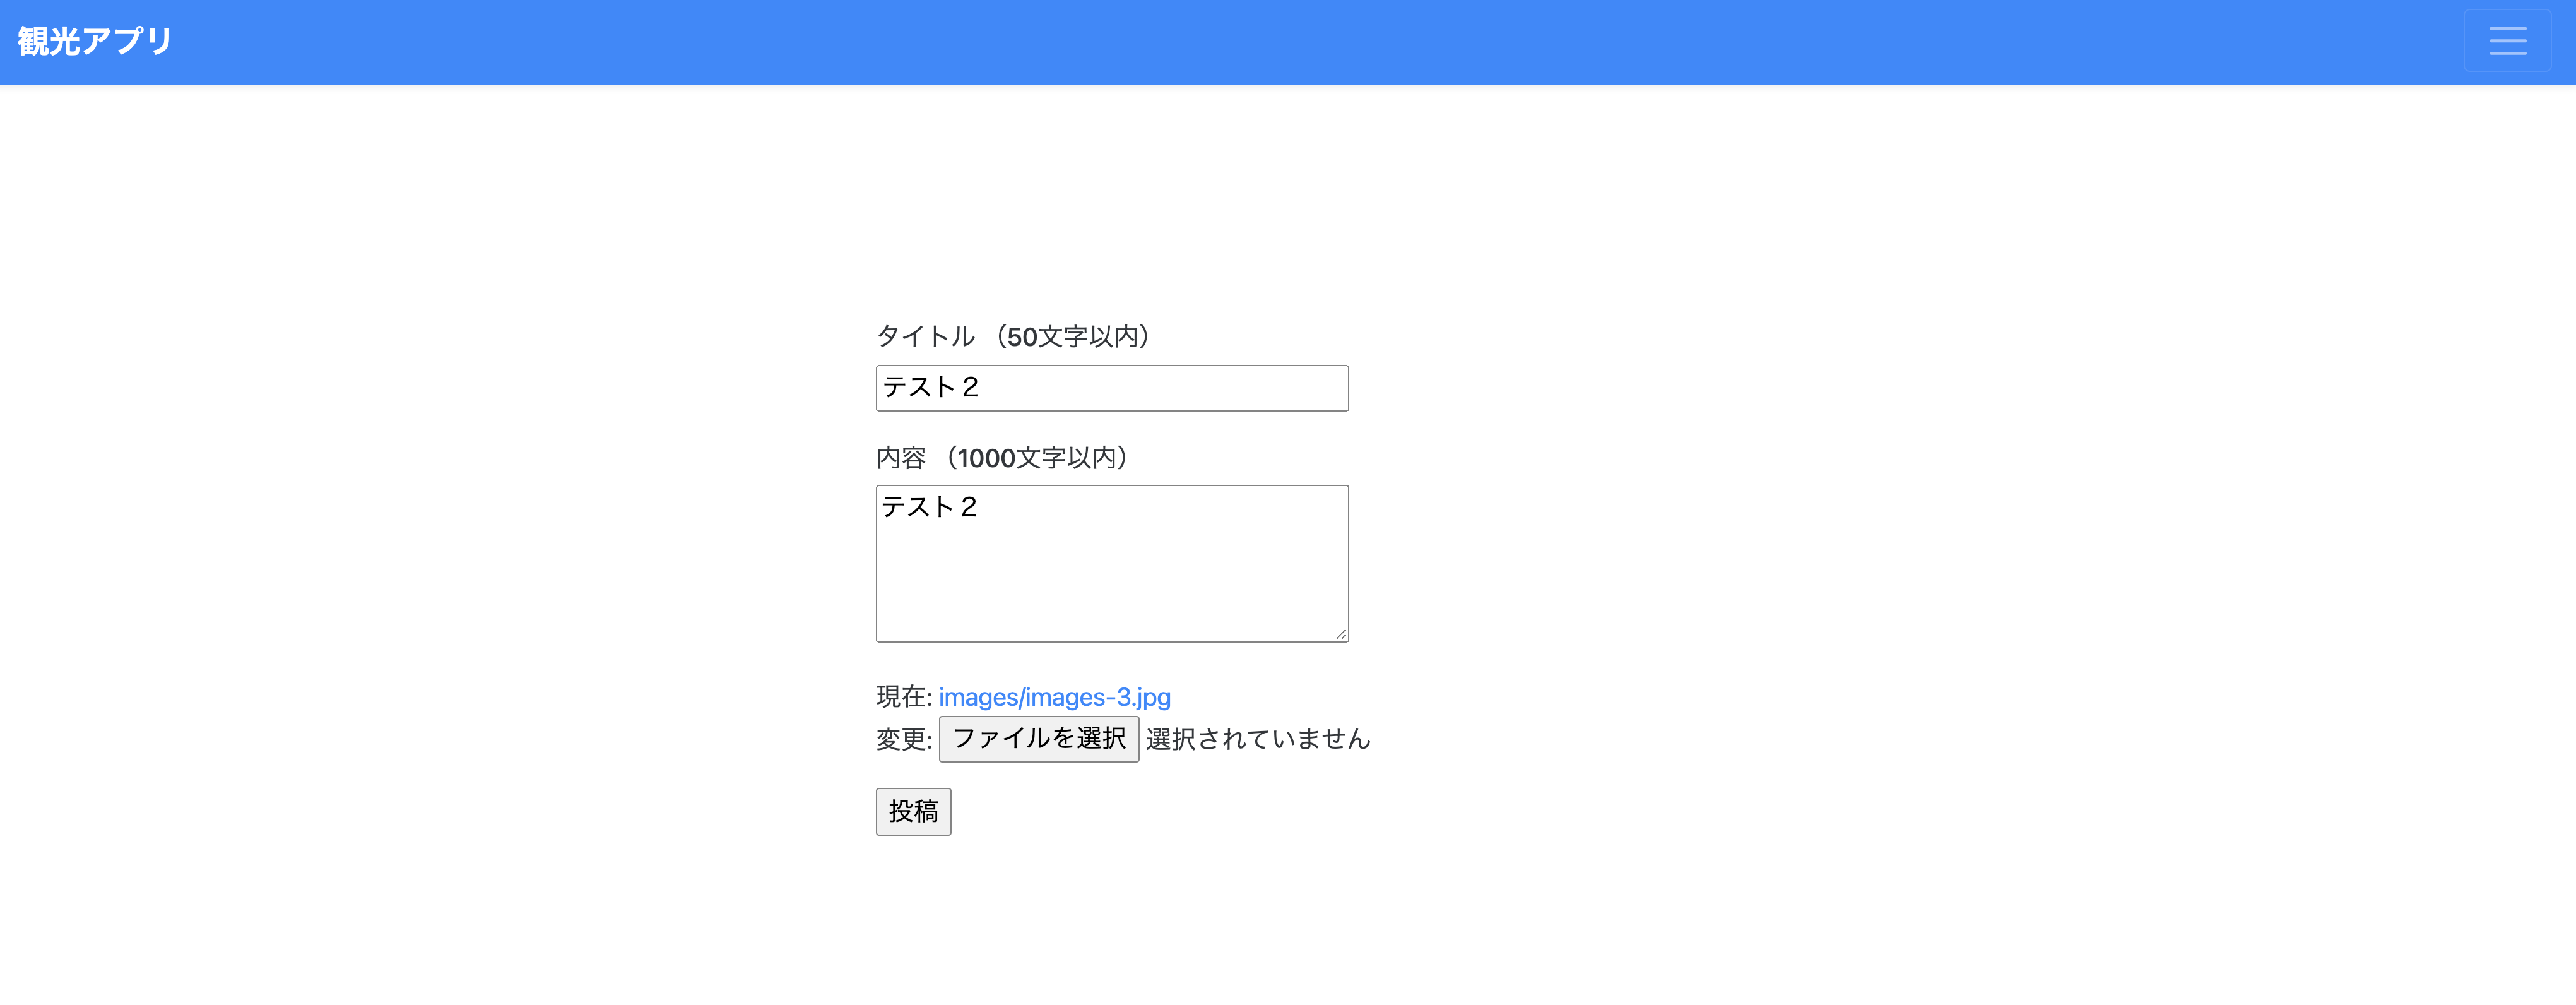 観光アプリ
タイトル （50文字以内）
テスト２
内容 （1000文字以内）
テスト２
現在: images/images-3.jpg
変更: ファイルを選択 選択されていません
投稿